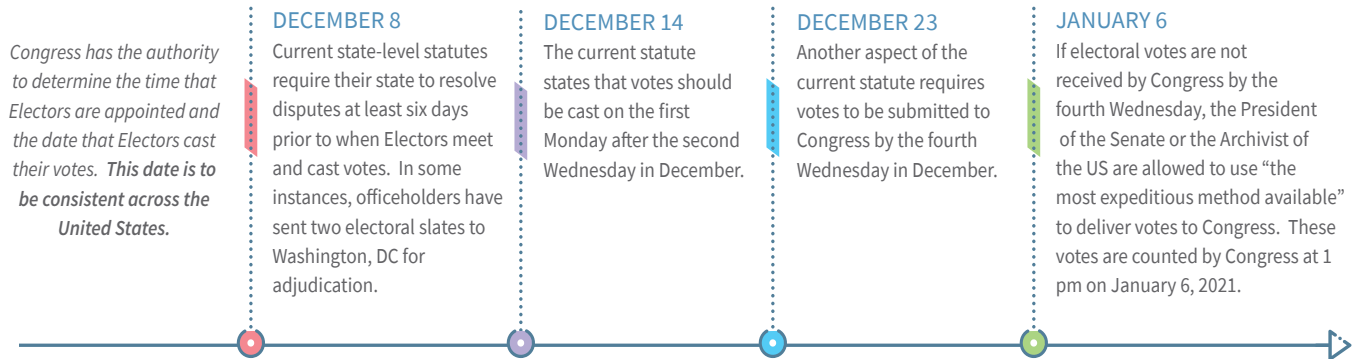 Congress has the authority
to determine the time that
Electors are appointed and
the date that Electors cast
their votes.  This date is to
be consistent across the
United States.
DECEMBER 8
Current state-level statutes
require their state to resolve
disputes at least six days
prior to when Electors meet
and cast votes.  In some
instances, officeholders have
sent two electoral slates to
Washington, DC for
adjudication.
DECEMBER 14
The current statute
states that votes should
be cast on the first
Monday after the second
Wednesday in December.
DECEMBER 23
Another aspect of the
current statute requires
votes to be submitted to
Congress by the fourth
Wednesday in December.
JANUARY 6
If electoral votes are not
received by Congress by the
fourth Wednesday, the President
of the Senate or the Archivist of
the US are allowed to use “the
most expeditious method available”
to deliver votes to Congress.  These
votes are counted by Congress at 1
pm on January 6, 2021.